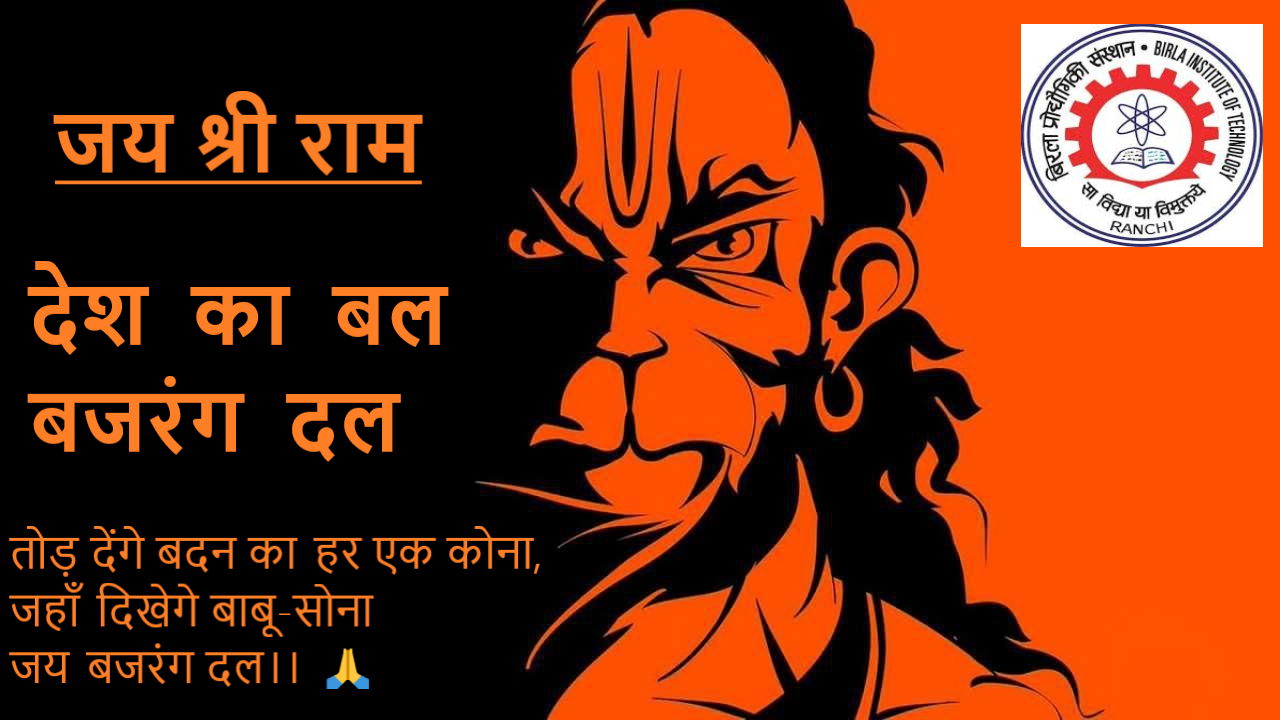 जय श्री राम
देश का बल
बजरंग दल
तोड़ देंगे बदन का हर एक कोना,
जहाँ दिखेगे बाबू-सोना
जय बजरंग दल।। 🙏
बिरला प्रोद्यौगिकी संस्थान • BIRLA INSTITUTE OF TECHNOLOGY
सा विद्या या विमुक्तये
RANCHI